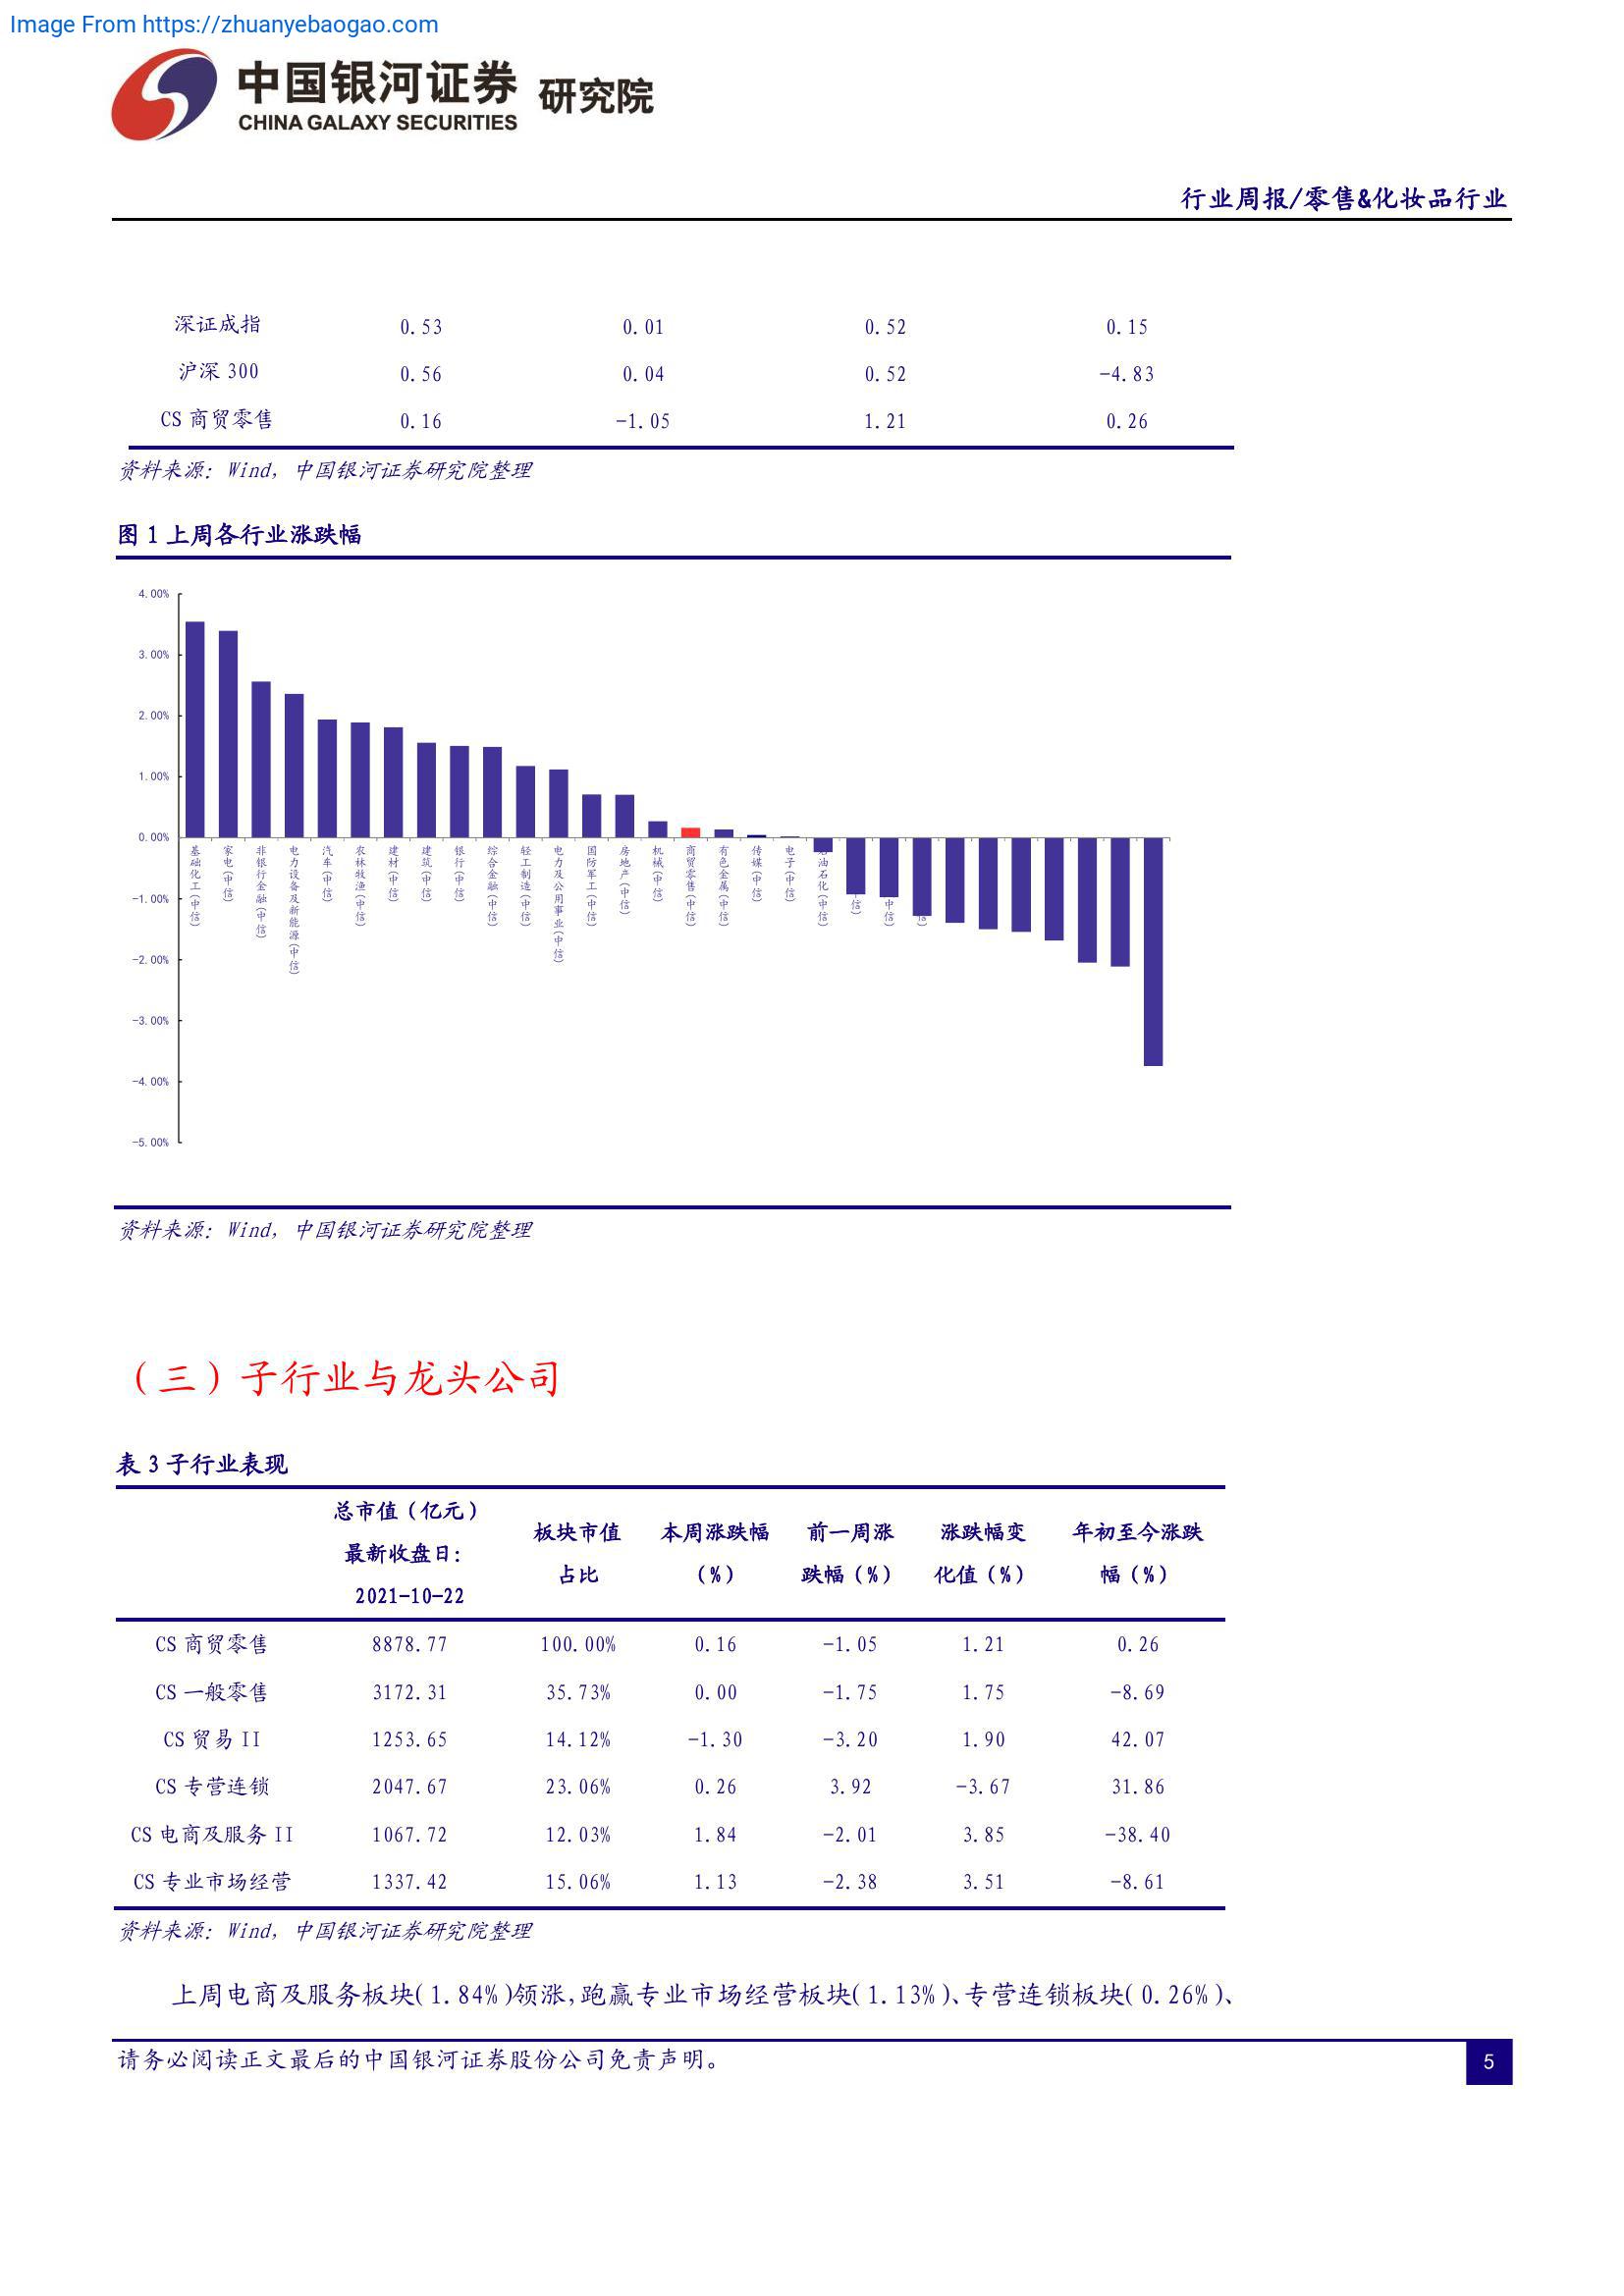 Image From https://zhuanyebaogao.com
中国银河证券 研究院
CHINA GALAXY SECURITIES
行业周报/零售&化妆品行业
深证成指 0.53 0.01 0.52 0.15
沪深 300 0.56 0.04 0.52 -4.83
CS 商贸零售 0.16 -1.05 1.21 0.26
资料来源: Wind, 中国银河证券研究院整理
图 1 上周各行业涨跌幅
4.00%
3.00%
2.00%
1.00%
0.00%
-1.00%
-2.00%
-3.00%
-4.00%
-5.00%
基础化工(中信)
家电(中信)
非银行金融(中信)
电力设备及新能源(中信)
汽车(中信)
农林牧渔(中信)
建材(中信)
建筑(中信)
银行(中信)
综合金融(中信)
轻工制造(中信)
电力及公用事业(中信)
国防军工(中信)
房地产(中信)
机械(中信)
商贸零售(中信)
有色金属(中信)
传媒(中信)
电子(中信)
油石化(中信)
信)
中信)
信)
资料来源: Wind, 中国银河证券研究院整理
（三）子行业与龙头公司
表 3 子行业表现
总市值（亿元）
最新收盘日:
2021-10-22
板块市值
占比
本周涨跌幅
（%）
前一周涨
跌幅（%）
涨跌幅变
化值（%）
年初至今涨跌
幅（%）
CS 商贸零售 8878.77 100.00% 0.16 -1.05 1.21 0.26
CS 一般零售 3172.31 35.73% 0.00 -1.75 1.75 -8.69
CS 贸易 II 1253.65 14.12% -1.30 -3.20 1.90 42.07
CS 专营连锁 2047.67 23.06% 0.26 3.92 -3.67 31.86
CS 电商及服务 II 1067.72 12.03% 1.84 -2.01 3.85 -38.40
CS 专业市场经营 1337.42 15.06% 1.13 -2.38 3.51 -8.61
资料来源: Wind, 中国银河证券研究院整理
上周电商及服务板块(1.84%)领涨,跑赢专业市场经营板块(1.13%)、专营连锁板块(0.26%)、
请务必阅读正文最后的中国银河证券股份公司免责声明。
5